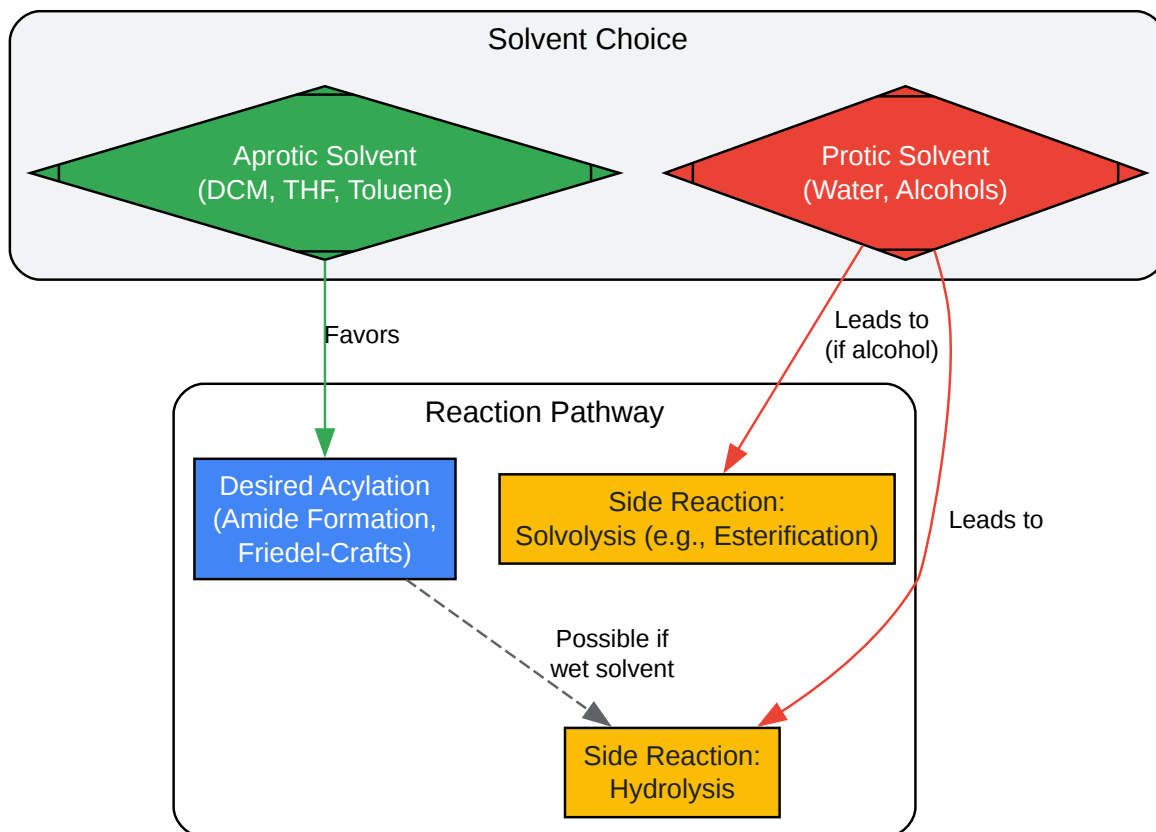 Solvent Choice
Aprotic Solvent
(DCM, THF, Toluene)
Protic Solvent
(Water, Alcohols)
Favors
Leads to
(if alcohol)
Reaction Pathway
Desired Acylation
(Amide Formation,
Friedel-Crafts)
Side Reaction:
Solvolysis (e.g., Esterification)
Leads to
Possible if
wet solvent
Side Reaction:
Hydrolysis